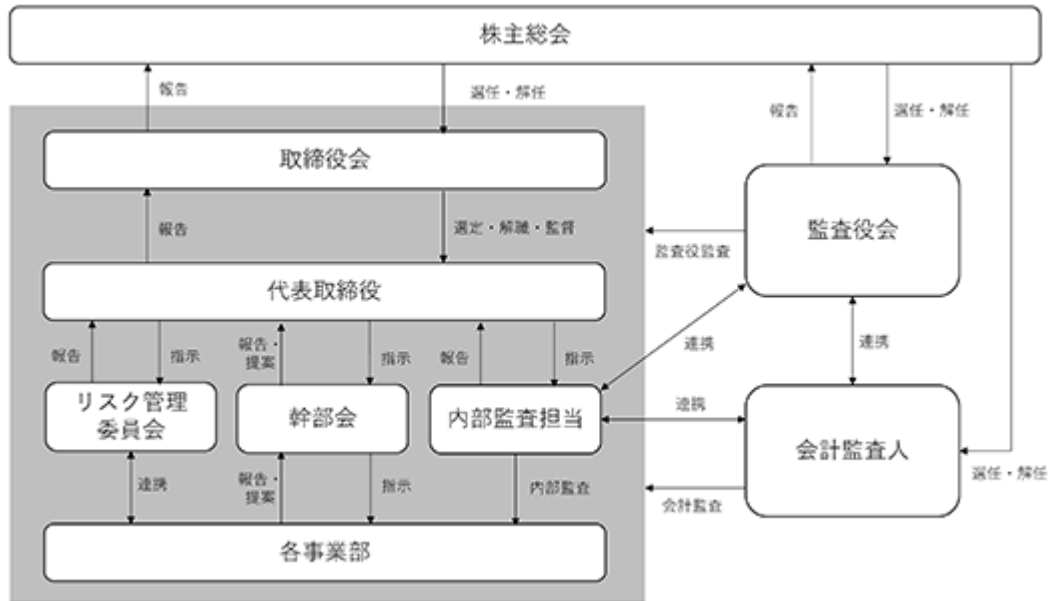 株主総会
報告
選任・解任
報告
選任・解任
取締役会
報告
選定・解職・監督
監査役監査
監査役会
代表取締役
報告
指示
報告・
提案
指示
報告
指示
連携
連携
リスク管理
委員会
幹部会
内部監査担当
連携
会計監査人
選任・解任
連携
報告・
提案
指示
内部監査
会計監査
各事業部